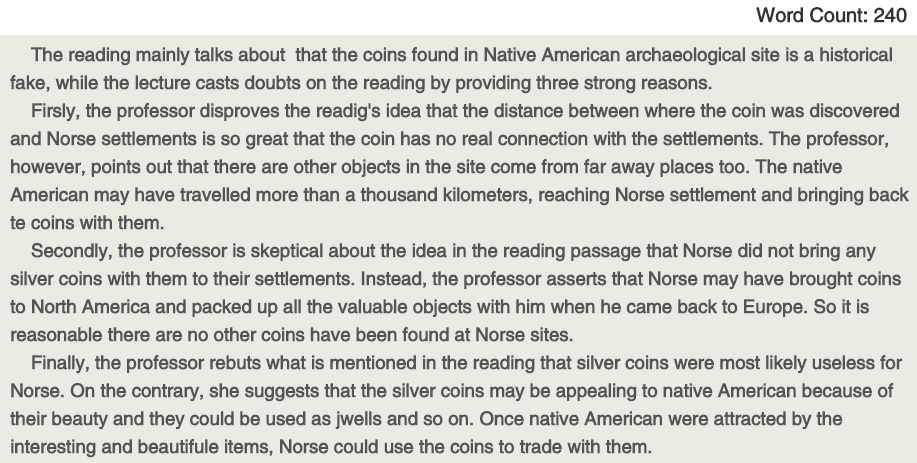 Word Count: 240
The reading mainly talks about  that the coins found in Native American archaeological site is a historical
fake, while the lecture casts doubts on the reading by providing three strong reasons.
Firsly, the professor disproves the readig's idea that the distance between where the coin was discovered
and Norse settlements is so great that the coin has no real connection with the settlements. The professor,
however, points out that there are other objects in the site come from far away places too. The native
American may have travelled more than a thousand kilometers, reaching Norse settlement and bringing back
te coins with them.
Secondly, the professor is skeptical about the idea in the reading passage that Norse did not bring any
silver coins with them to their settlements. Instead, the professor asserts that Norse may have brought coins
to North America and packed up all the valuable objects with him when he came back to Europe. So it is
reasonable there are no other coins have been found at Norse sites.
Finally, the professor rebuts what is mentioned in the reading that silver coins were most likely useless for
Norse. On the contrary, she suggests that the silver coins may be appealing to native American because of
their beauty and they could be used as jwells and so on. Once native American were attracted by the
interesting and beautifule items, Norse could use the coins to trade with them.